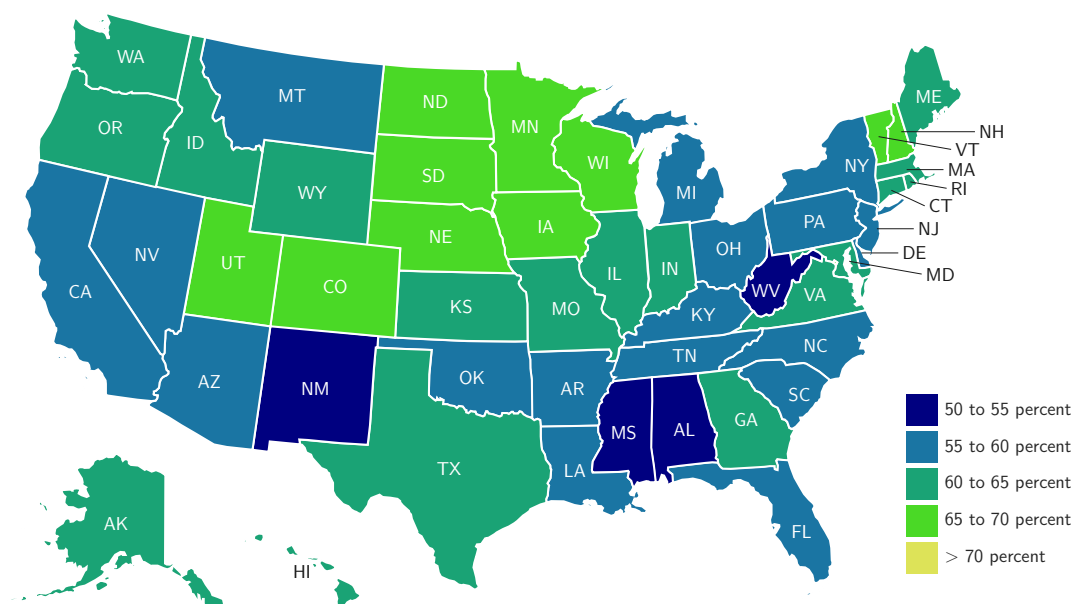 WA
MT
ND
MN
ME
OR
ID
NH
VT
WI
NY
MA
SD
RI
WY
MI
CT
PA
NJ
IA
NE
OH
DE
NV
UT
IL
IN
MD
CO
WV
CA
VA
KS
MO
KY
NC
TN
AZ
NM
OK
AR
SC
50 to 55 percent
GA
MS
AL
55 to 60 percent
TX
LA
60 to 65 percent
AK
65 to 70 percent
FL
> 70 percent
HI